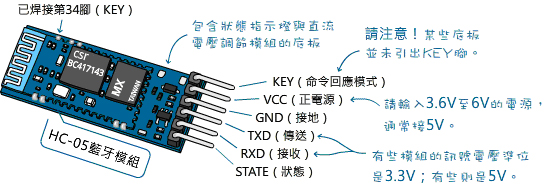 已焊接第34腳（KEY）
包含狀態指示燈與直流
電壓調節模組的底板
請注意！某些底板
並未引出KEY腳。
CSR
BC417143
MX
TAIWAN
HC-05藍牙模組
KEY（命令回應模式）
VCC（正電源）
GND（接地）
TXD（傳送）
RXD（接收）
STATE（狀態）
請輸入3.6V至6V的電源，
通常接5V。
有些模組的訊號電壓準位
是3.3V；有些則是5V。